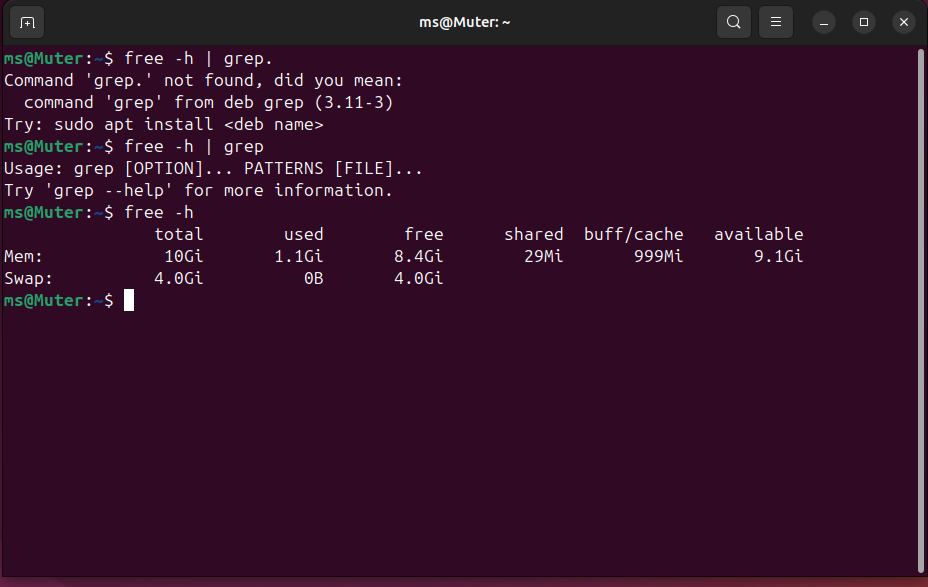 ms@Muter: ~
ms@Muter:~$ free -h | grep.
Command 'grep.' not found, did you mean:
  command 'grep' from deb grep (3.11-3)
Try: sudo apt install <deb name>
ms@Muter:~$ free -h | grep
Usage: grep [OPTION]... PATTERNS [FILE]...
Try 'grep --help' for more information.
ms@Muter:~$ free -h
               total        used        free      shared  buff/cache   available
Mem:            10Gi       1.1Gi       8.4Gi        29Mi       999Mi       9.1Gi
Swap:          4.0Gi          0B       4.0Gi
ms@Muter:~$